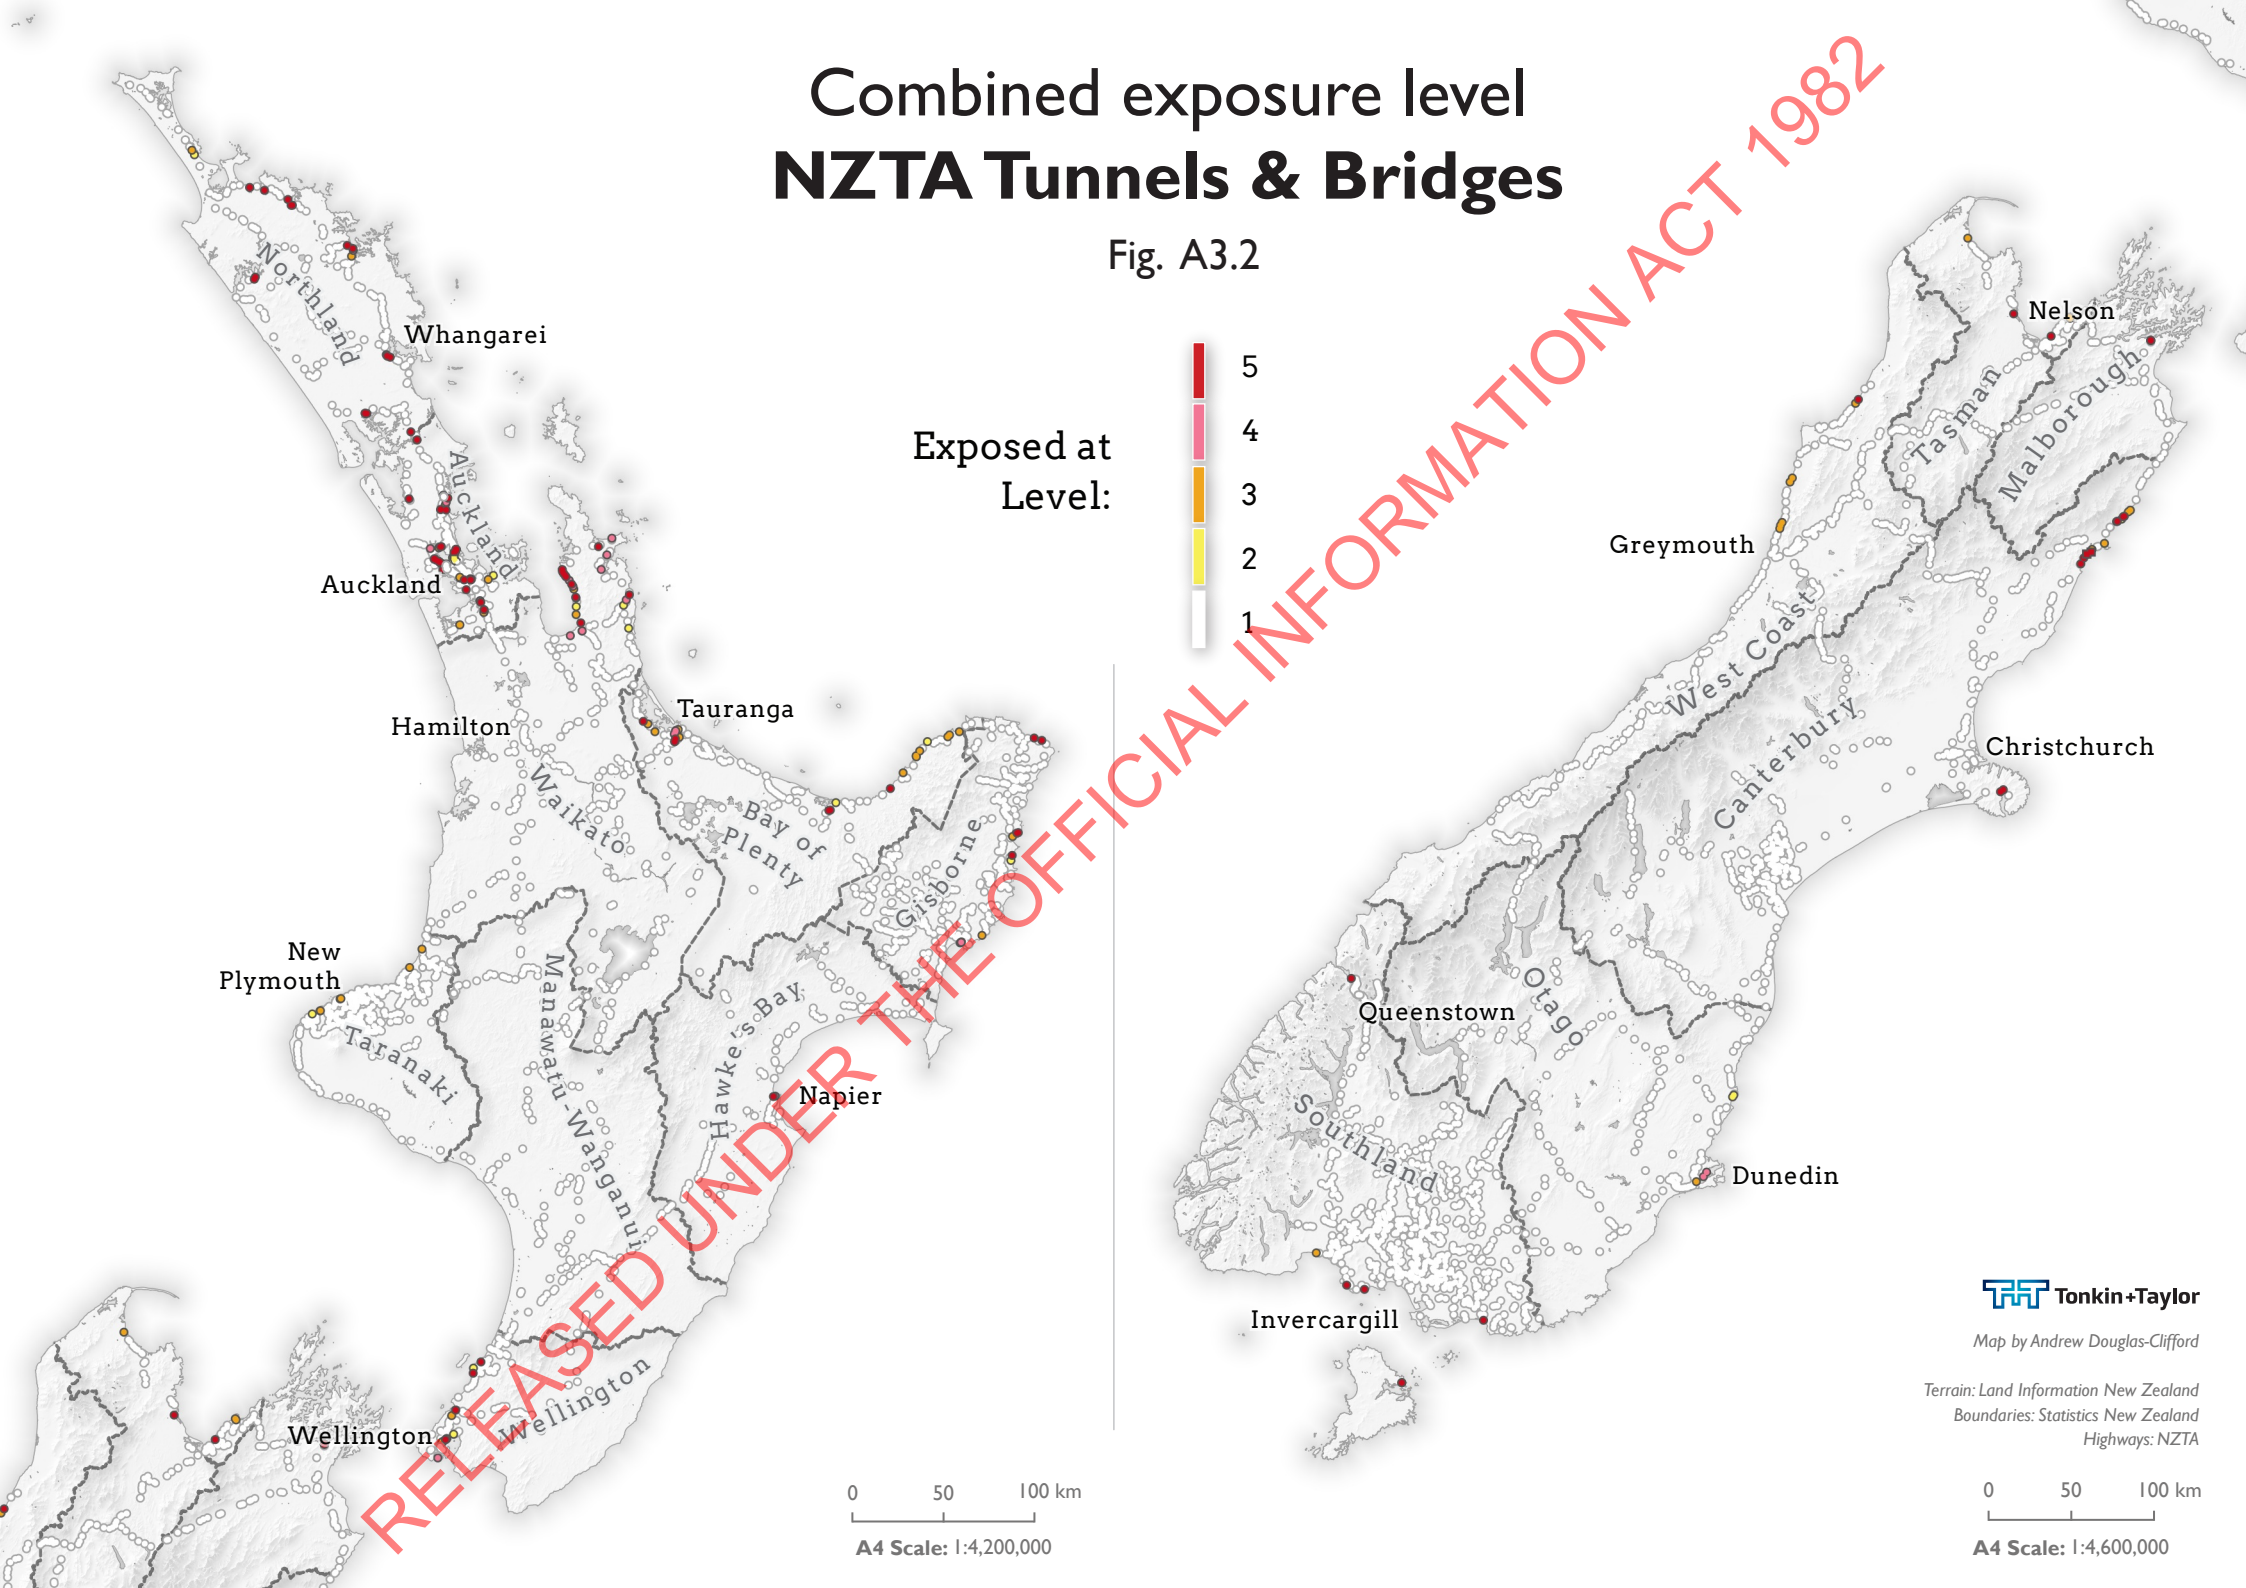 Combined exposure level
NZTA Tunnels & Bridges
Fig. A3.2
Exposed at
Level:
5
4
3
2
1
RELEASED UNDER THE OFFICIAL INFORMATION ACT 1982
Northland
Whangarei
Auckland
Auckland
Hamilton
Tauranga
Waikato
Bay of
Plenty
Gisborne
New
Plymouth
Taranaki
Manawatu-Wanganui
Hawke's Bay
Napier
Wellington
Wellington
0 50 100 km
A4 Scale: 1:4,200,000
Nelson
Tasman
Malborough
Greymouth
West Coast
Canterbury
Christchurch
Queenstown
Otago
Southland
Dunedin
Invercargill
Tonkin+Taylor
Map by Andrew Douglas-Clifford
Terrain: Land Information New Zealand
Boundaries: Statistics New Zealand
Highways: NZTA
0 50 100 km
A4 Scale: 1:4,600,000